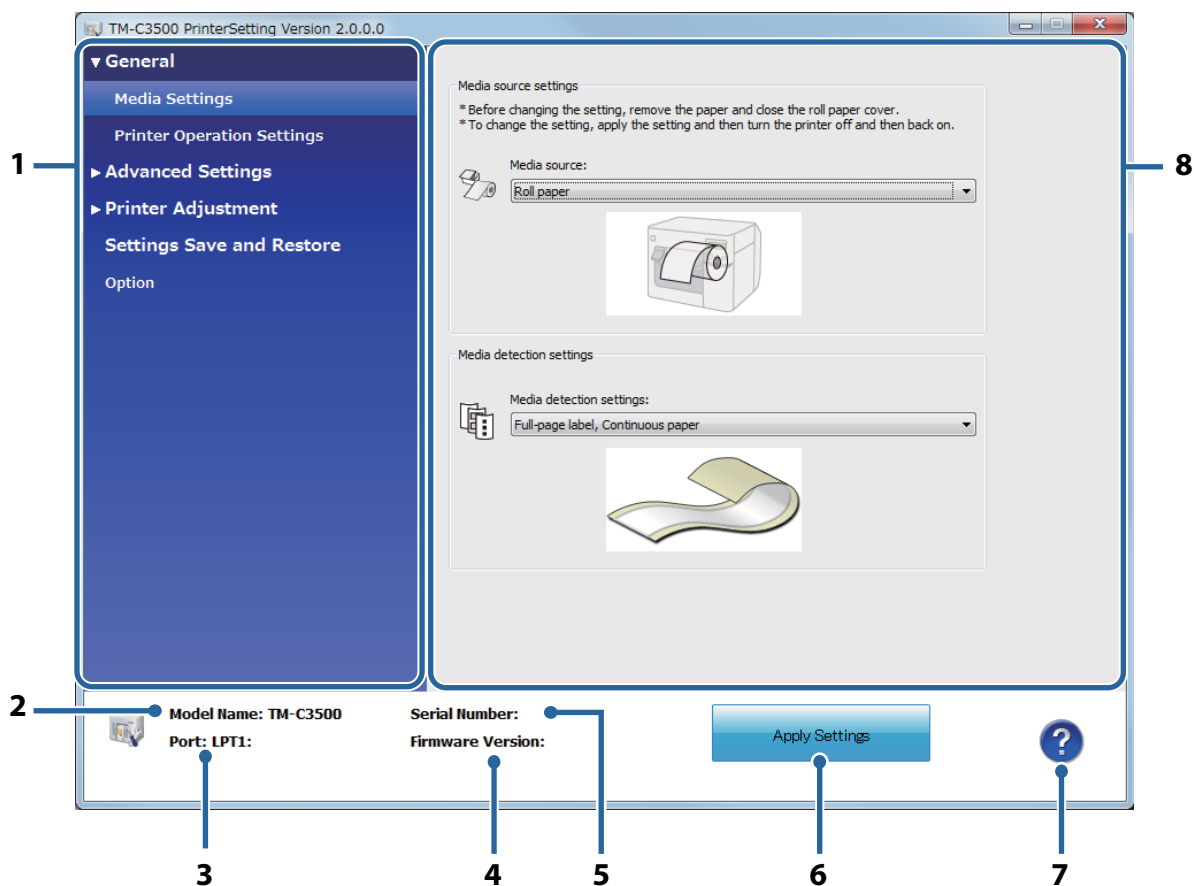 TM-C3500 PrinterSetting Version 2.0.0.0
General
Media Settings
Printer Operation Settings
Advanced Settings
Printer Adjustment
Settings Save and Restore
Option
Media source settings
* Before changing the setting, remove the paper and close the roll paper cover.
* To change the setting, apply the setting and then turn the printer off and then back on.
Media source:
Roll paper
Media detection settings
Media detection settings:
Full-page label, Continuous paper
1
8
2
Model Name: TM-C3500
Serial Number:
Port: LPT1:
Firmware Version:
Apply Settings
?
3
4
5
6
7